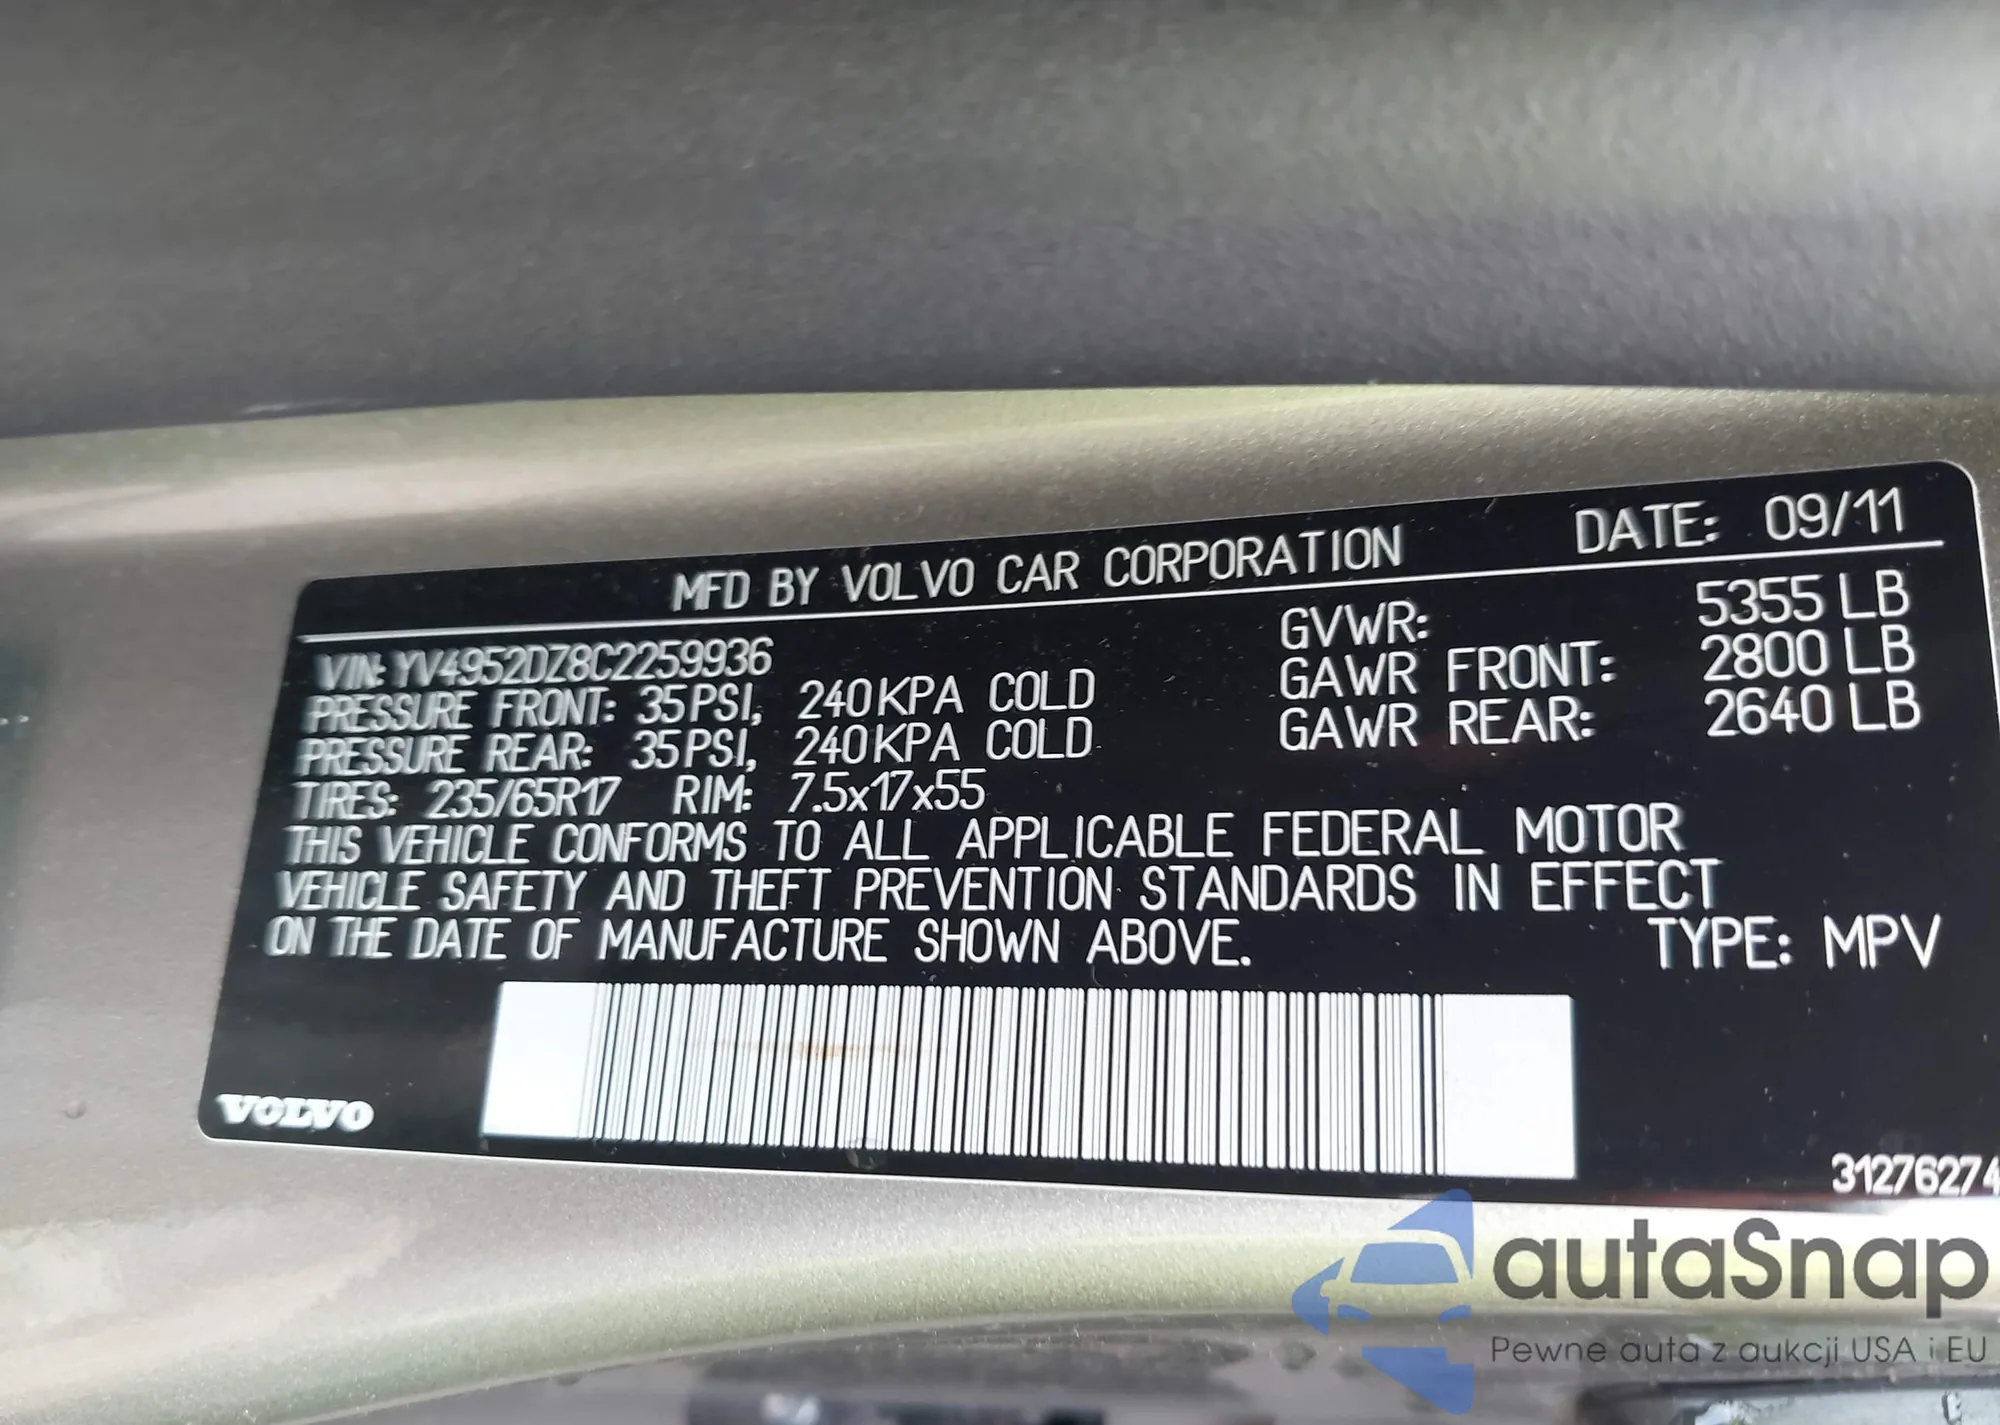 MFD BY VOLVO CAR CORPORATION DATE: 09/11
VIN: YV4952DZ8C2259936
PRESSURE FRONT: 35PSI, 240KPA COLD
PRESSURE REAR: 35PSI, 240KPA COLD
TIRES: 235/65R17 RIM: 7.5x17x55
GVWR: 5355 LB
GAWR FRONT: 2800 LB
GAWR REAR: 2640 LB
THIS VEHICLE CONFORMS TO ALL APPLICABLE FEDERAL MOTOR
VEHICLE SAFETY AND THEFT PREVENTION STANDARDS IN EFFECT
ON THE DATE OF MANUFACTURE SHOWN ABOVE.
TYPE: MPV
VOLVO
31276274
autaSnap
Pewne auta z aukcji USA i EU